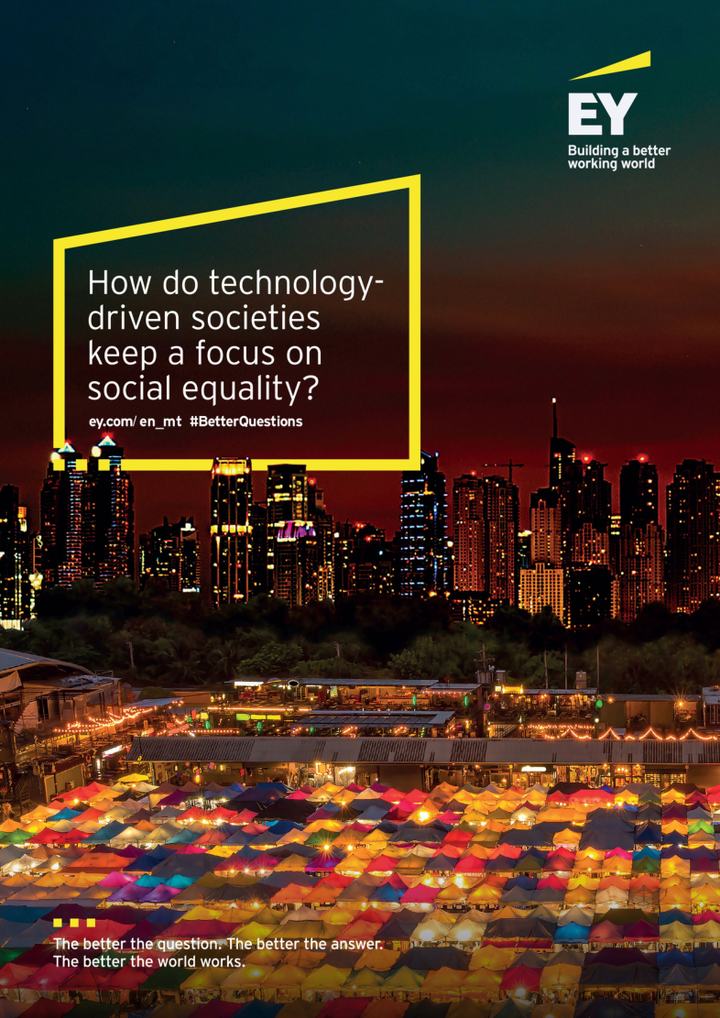 EY
Building a better
working world
How do technology-
driven societies
keep a focus on
social equality?
ey.com/ en_mt #BetterQuestions
The better the question. The better the answer.
The better the world works.